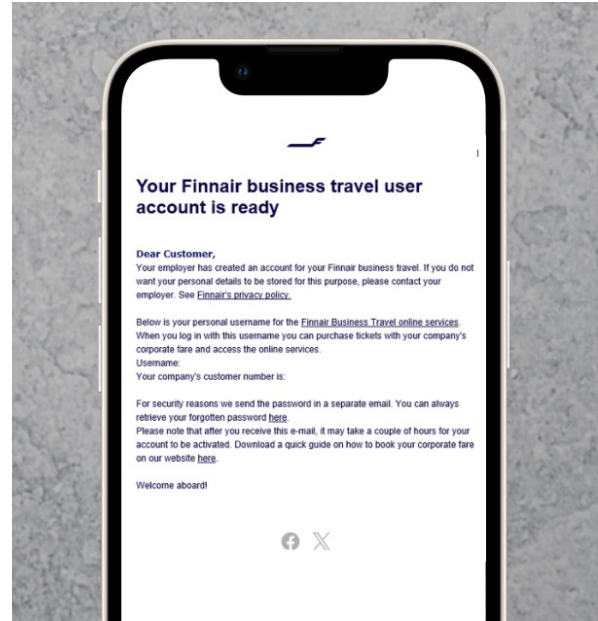 Your Finnair business travel user
account is ready
Dear Customer,
Your employer has created an account for your Finnair business travel. If you do not
want your personal details to be stored for this purpose, please contact your
employer. See Finnair's privacy policy.
Below is your personal username for the Finnair Business Travel online services.
When you log in with this username you can purchase tickets with your company's
corporate fare and access the online services.
Username:
Your company's customer number is:
For security reasons we send the password in a separate email. You can always
retrieve your forgotten password here.
Please note that after you receive this e-mail, it may take a couple of hours for your
account to be activated. Download a quick guide on how to book your corporate fare
on our website here.
Welcome aboard!